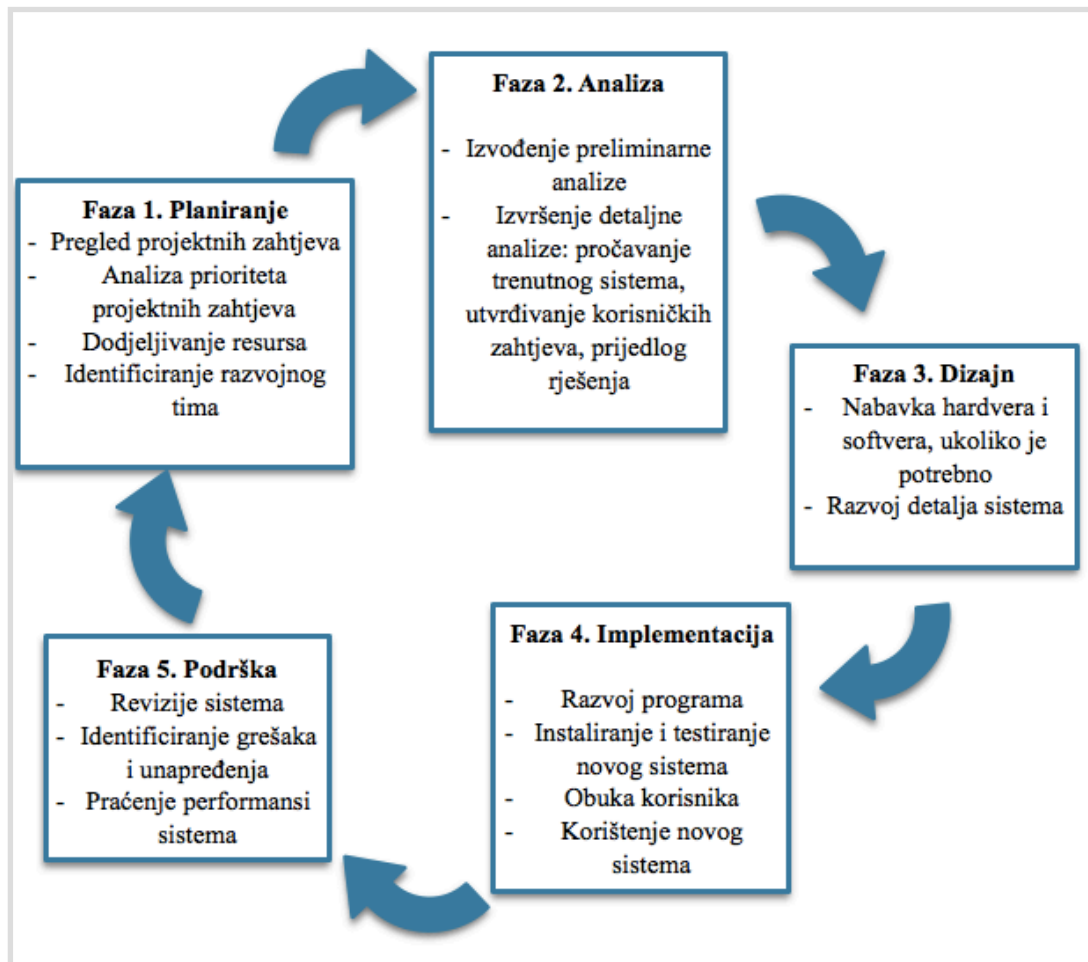 Faza 1. Planiranje
- Pregled projektnih zahtjeva
- Analiza prioriteta
projektnih zahtjeva
- Dodjeljivanje resursa
- Identificiranje razvojnog
tima
Faza 2. Analiza
- Izvođenje preliminarne
analize
- Izvršenje detaljne
analize: pročavanje
trenutnog sistema,
utvrđivanje korisničkih
zahtjeva, prijedlog
rješenja
Faza 3. Dizajn
- Nabavka hardvera i
softvera, ukoliko je
potrebno
- Razvoj detalja sistema
Faza 4. Implementacija
- Razvoj programa
- Instaliranje i testiranje
novog sistema
- Obuka korisnika
- Korištenje novog
sistema
Faza 5. Podrška
- Revizije sistema
- Identificiranje grešaka
i unapređenja
- Praćenje performansi
sistema